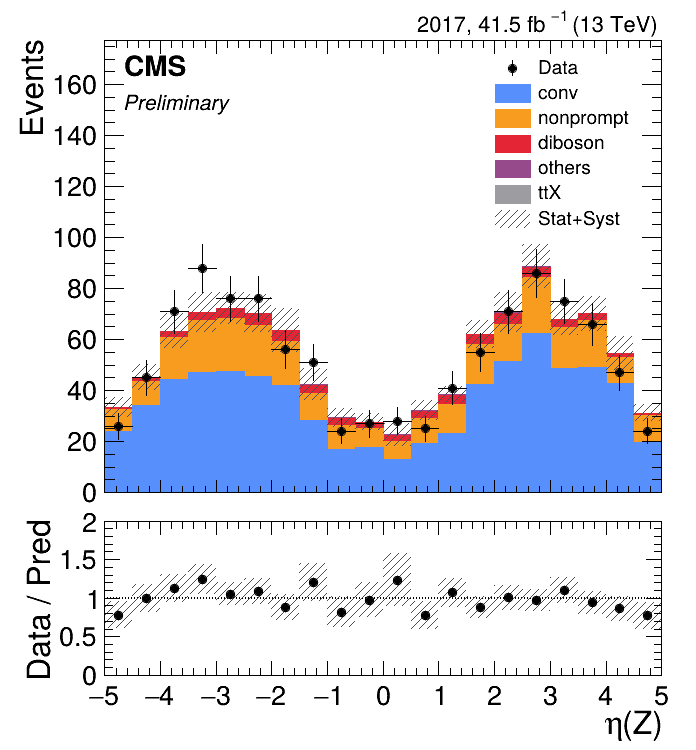 2017, 41.5 fb⁻¹ (13 TeV)
CMS
Preliminary
Events
160
140
120
100
80
60
40
20
0
Data
conv
nonprompt
diboson
others
ttX
Stat+Syst
Data / Pred
2
1.5
1
0.5
0
−5 −4 −3 −2 −1 0 1 2 3 4 5
η(Z)